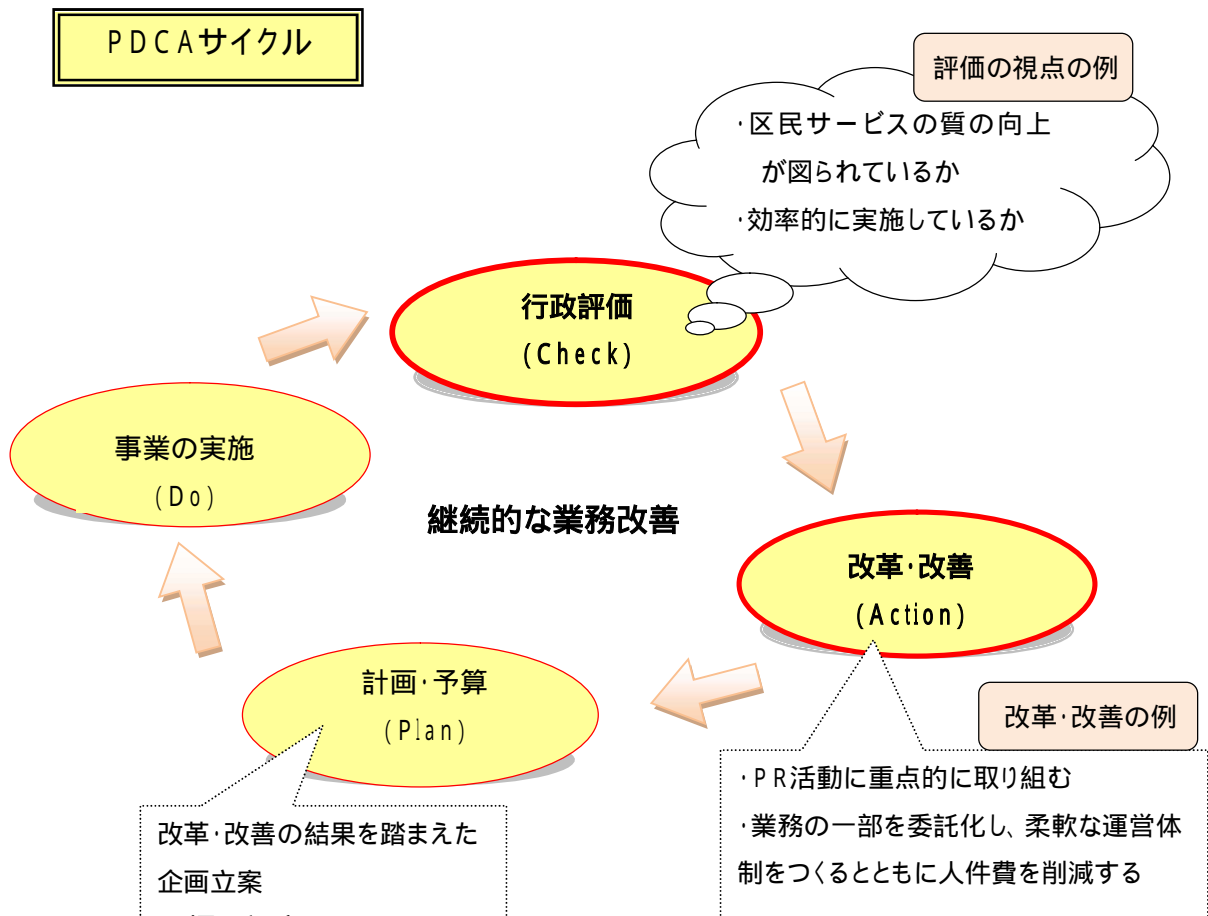 PDCAサイクル
評価の視点の例
・区民サービスの質の向上
が図られているか
・効率的に実施しているか
行政評価
(Check)
事業の実施
(Do)
継続的な業務改善
改革・改善
(Action)
計画・予算
(Plan)
改革・改善の例
・PR活動に重点的に取り組む
・業務の一部を委託化し、柔軟な運営体
制をつくるとともに人件費を削減する
改革・改善の結果を踏まえた
企画立案